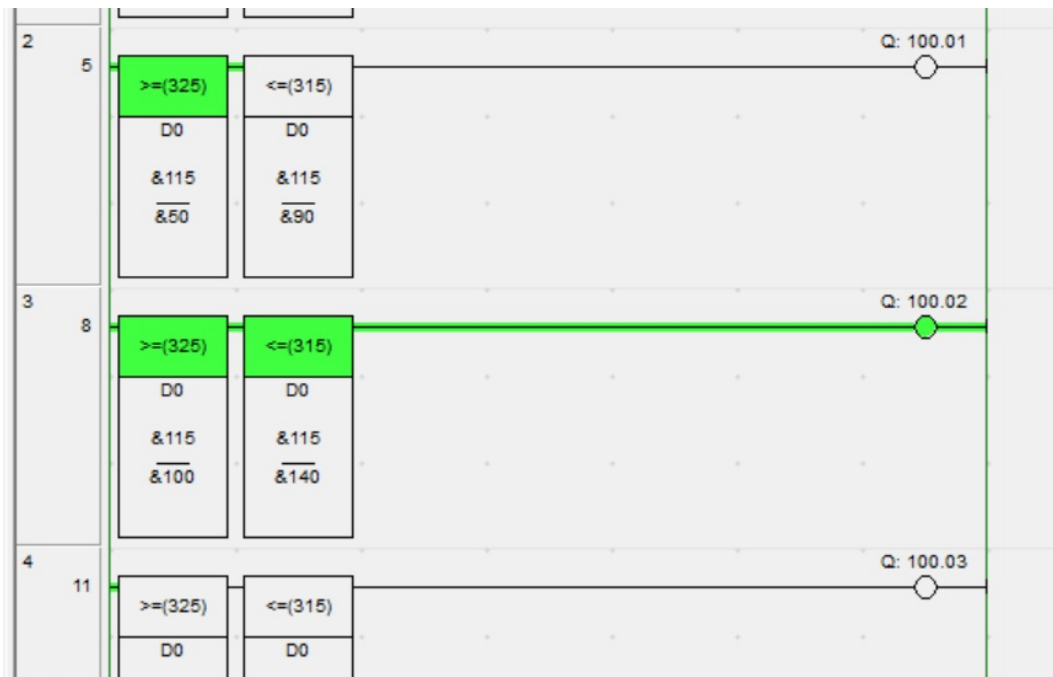 2
Q: 100.01
5
>=(325) <=(315)
D0 D0
&115 &115
&50 &90
3
Q: 100.02
8
>=(325) <=(315)
D0 D0
&115 &115
&100 &140
4
Q: 100.03
11
>=(325) <=(315)
D0 D0